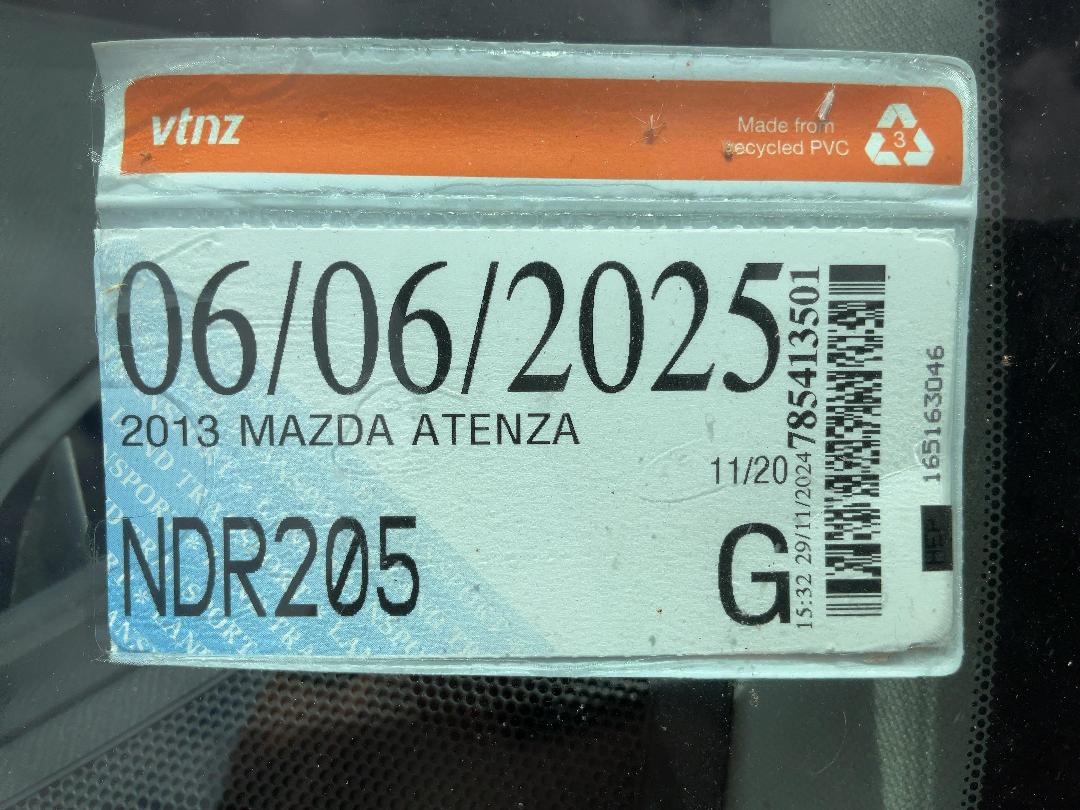 vtnz
Made from
recycled PVC
3
06/06/2025
2013 MAZDA ATENZA
11/20
NDR205
G
15:32 29/11/2024 785413501
165163046